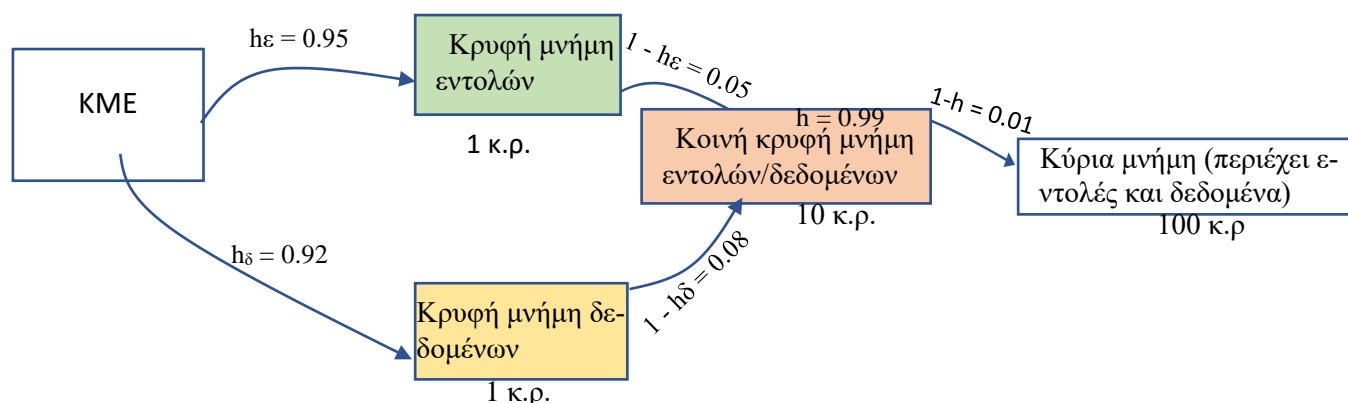 ΚΜΕ
hε = 0.95
Κρυφή μνήμη
εντολών
1 κ.ρ.
1 - hε = 0.05
h = 0.99
Κοινή κρυφή μνήμη
εντολών/δεδομένων
10 κ.ρ.
1-h = 0.01
Κύρια μνήμη (περιέχει ε-
ντολές και δεδομένα)
100 κ.ρ
hδ = 0.92
Κρυφή μνήμη δε-
δομένων
1 κ.ρ.
1 - hδ = 0.08